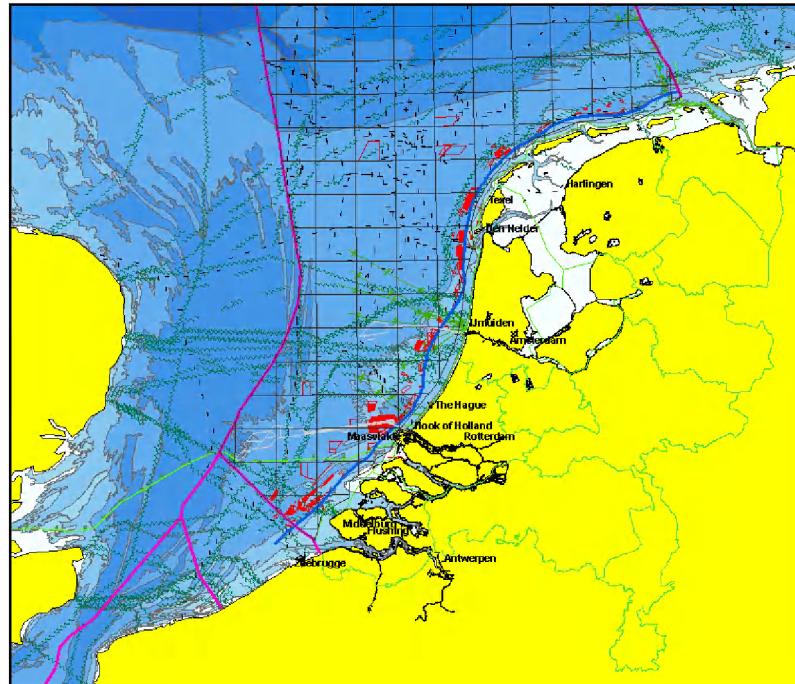 Harlingen
Texel
Den Helder
IJmuiden
Amsterdam
The Hague
Hook of Holland
Maasvlakte
Rotterdam
Middelburg
Flushing
Zeebrugge
Antwerpen